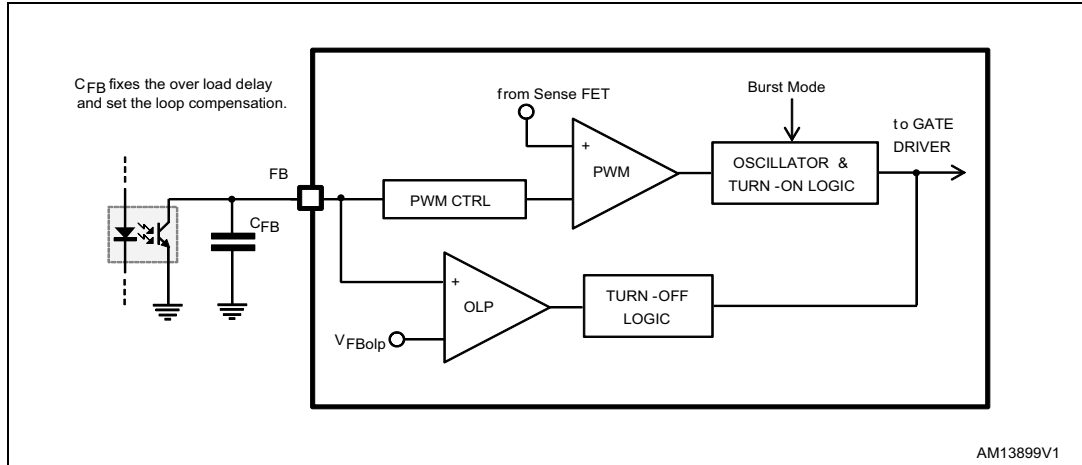 CFB fixes the over load delay
and set the loop compensation.
from Sense FET
Burst Mode
to GATE
DRIVER
+
PWM
OSCILLATOR &
TURN -ON LOGIC
FB
PWM CTRL
CFB
+
OLP
TURN -OFF
LOGIC
VFBolp
AM13899V1